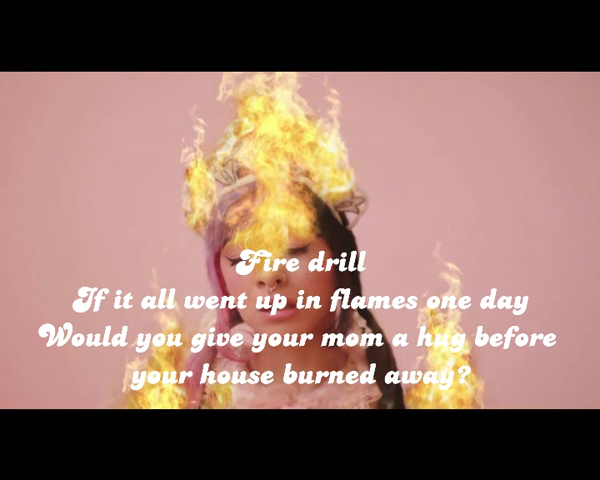 Fire drill
If it all went up in flames one day
Would you give your mom a hug before
your house burned away?